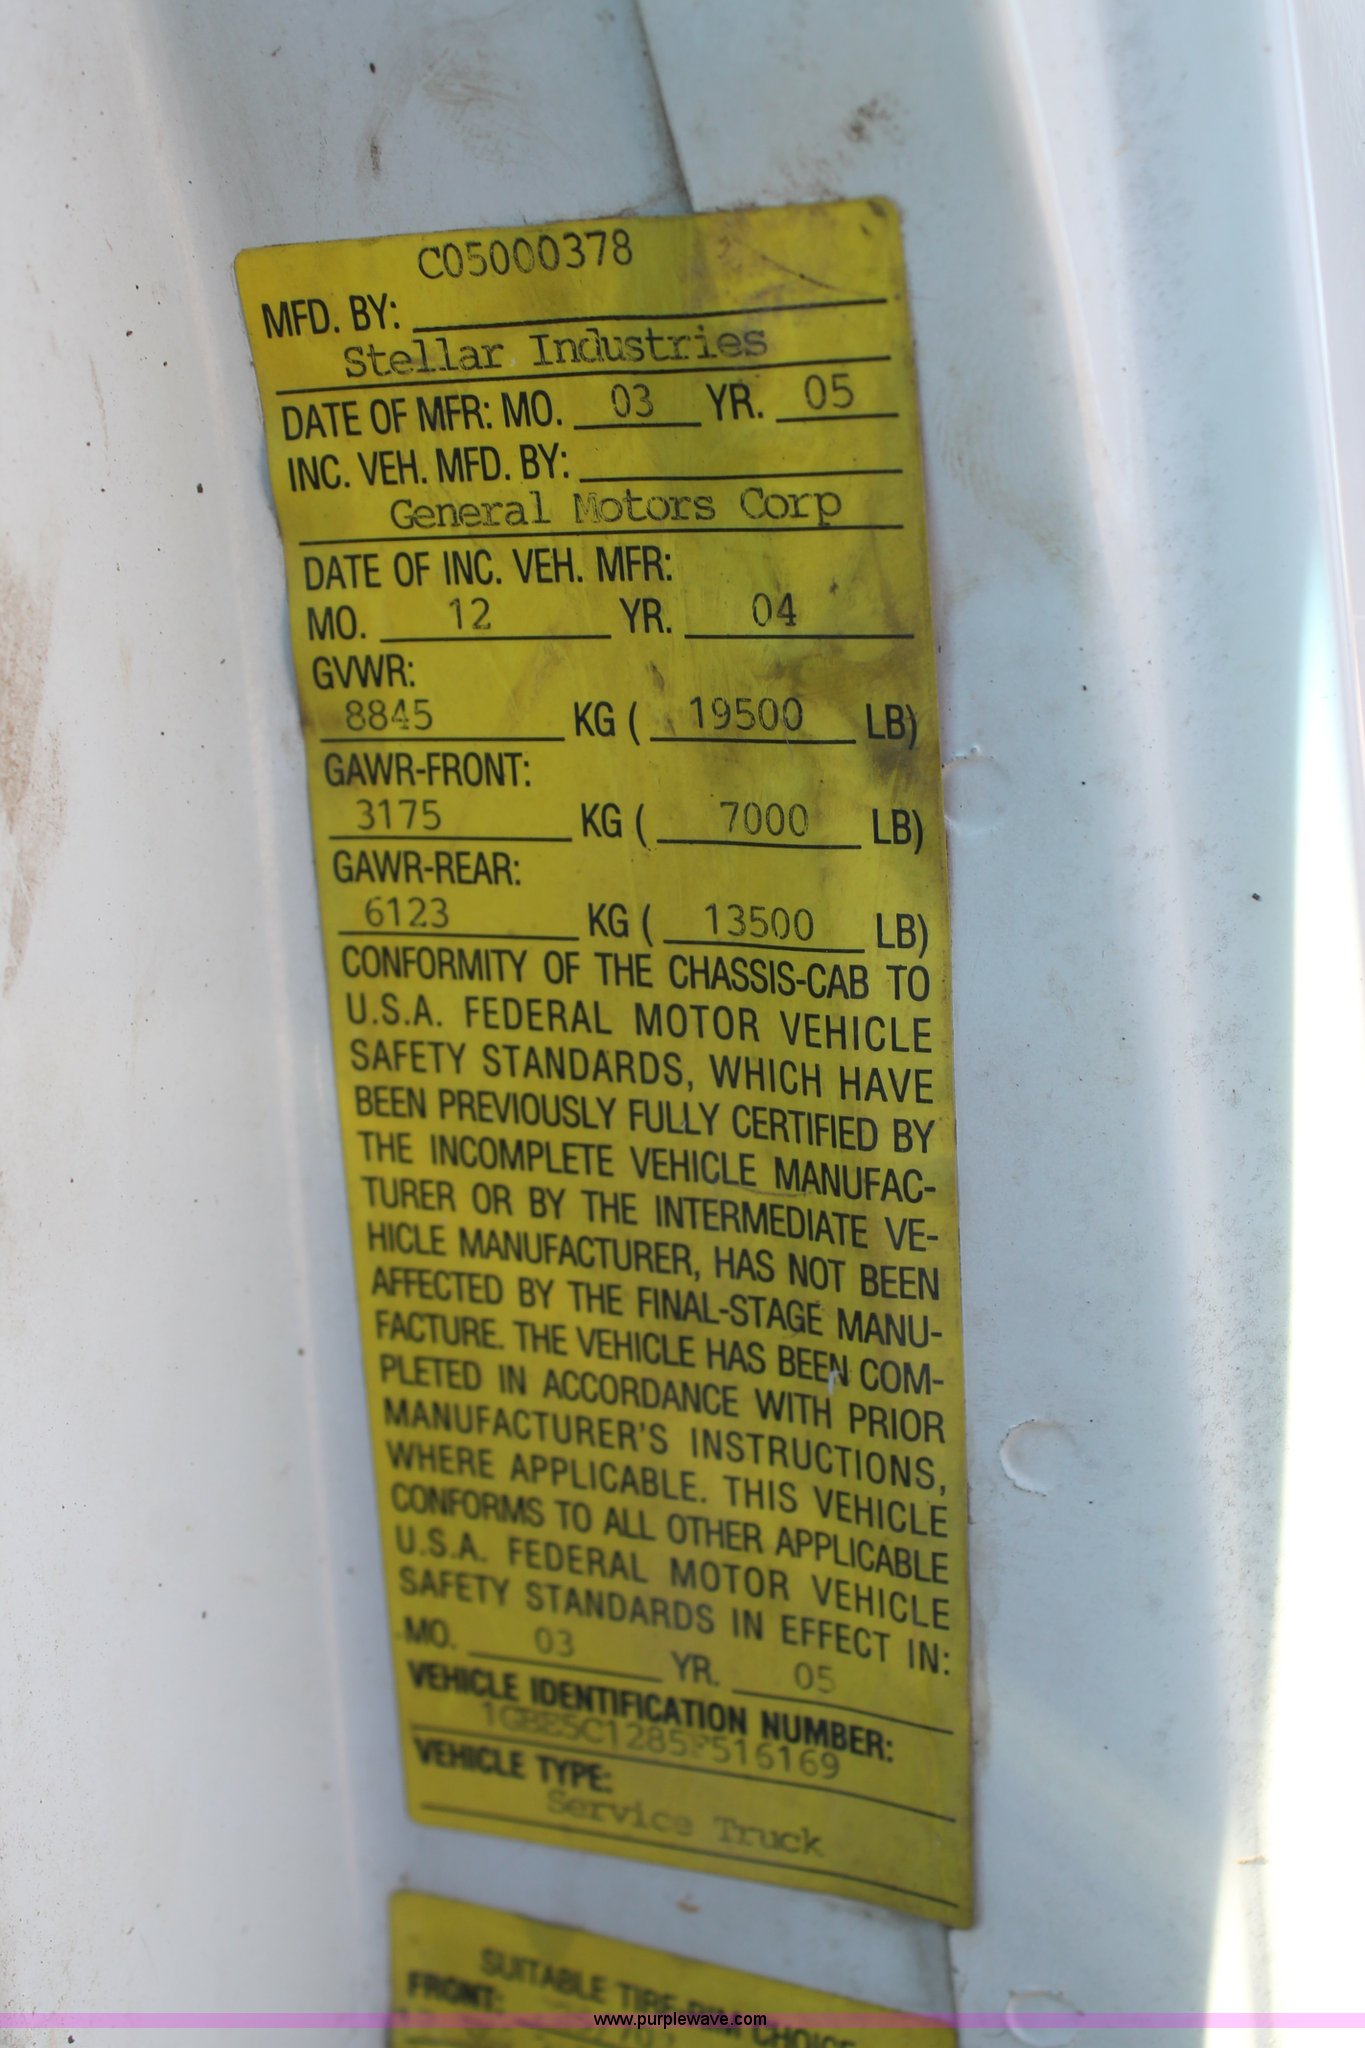 C05000378
MFD. BY:
Stellar Industries
DATE OF MFR: MO. 03 YR. 05
INC. VEH. MFD. BY:
General Motors Corp
DATE OF INC. VEH. MFR:
MO. 12 YR. 04
GVWR:
8845 KG ( 19500 LB)
GAWR-FRONT:
3175 KG ( 7000 LB)
GAWR-REAR:
6123 KG ( 13500 LB)
CONFORMITY OF THE CHASSIS-CAB TO
U.S.A. FEDERAL MOTOR VEHICLE
SAFETY STANDARDS, WHICH HAVE
BEEN PREVIOUSLY FULLY CERTIFIED BY
THE INCOMPLETE VEHICLE MANUFAC-
TURER OR BY THE INTERMEDIATE VE-
HICLE MANUFACTURER, HAS NOT BEEN
AFFECTED BY THE FINAL-STAGE MANU-
FACTURE. THE VEHICLE HAS BEEN COM-
PLETED IN ACCORDANCE WITH PRIOR
MANUFACTURER'S INSTRUCTIONS,
WHERE APPLICABLE. THIS VEHICLE
CONFORMS TO ALL OTHER APPLICABLE
U.S.A. FEDERAL MOTOR VEHICLE
SAFETY STANDARDS IN EFFECT IN:
MO. 03 YR. 05
VEHICLE IDENTIFICATION NUMBER:
1GBE5C1285F516169
VEHICLE TYPE:
Service Truck
SUITABLE TIRE-RIM CHOICE
FRONT:
www.purplewave.com